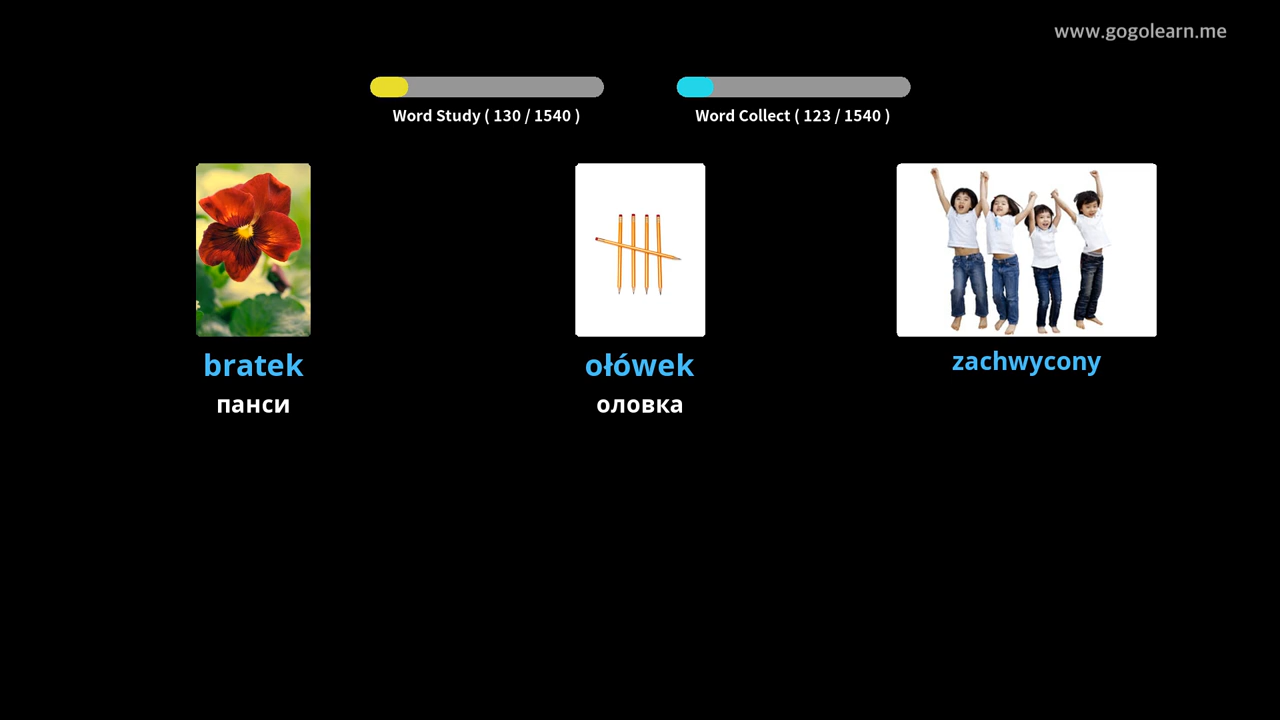 www.gogolearn.me
Word Study ( 130 / 1540 )
Word Collect ( 123 / 1540 )
bratek
панси
ołówek
оловка
zachwycony